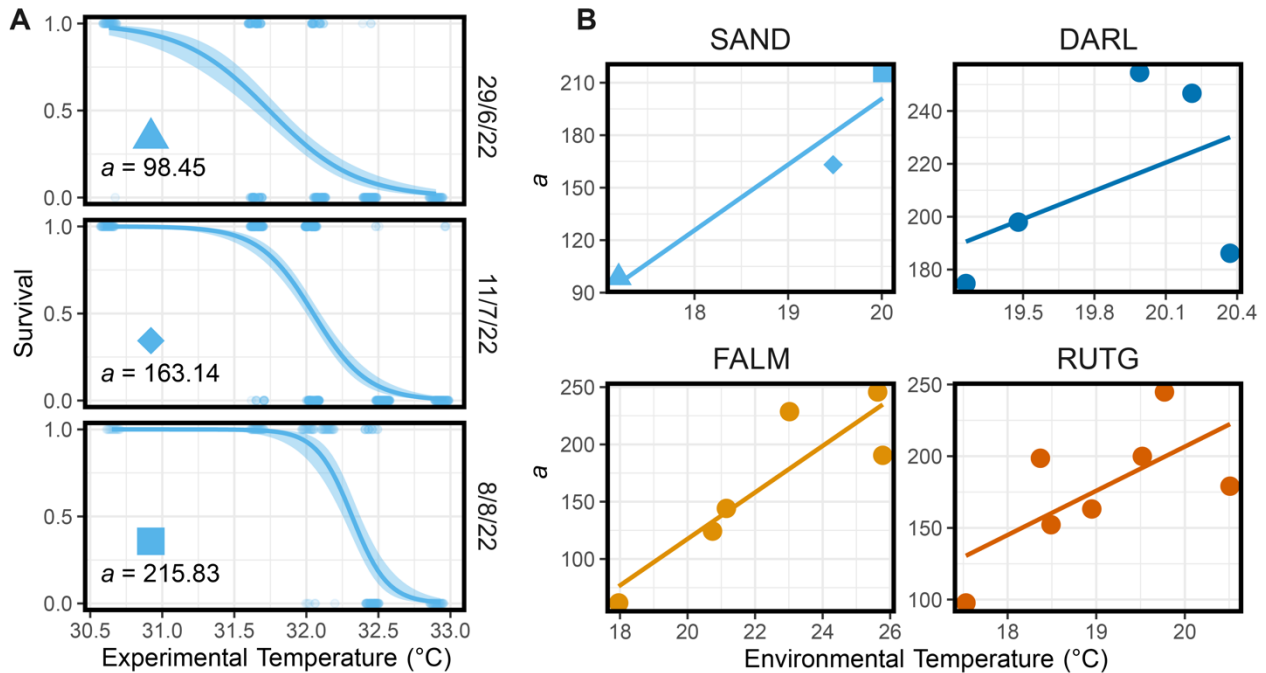 A
1.0
0.5
0.0
a = 98.45
29/6/22
1.0
0.5
0.0
a = 163.14
11/7/22
1.0
0.5
0.0
a = 215.83
8/8/22
Survival
30.5 31.0 31.5 32.0 32.5 33.0
Experimental Temperature (°C)
B
SAND
a
210
180
150
120
90
18 19 20
DARL
240
220
200
180
19.5 19.8 20.1 20.4
FALM
a
250
200
150
100
18 20 22 24 26
RUTG
250
200
150
100
18 19 20
Environmental Temperature (°C)